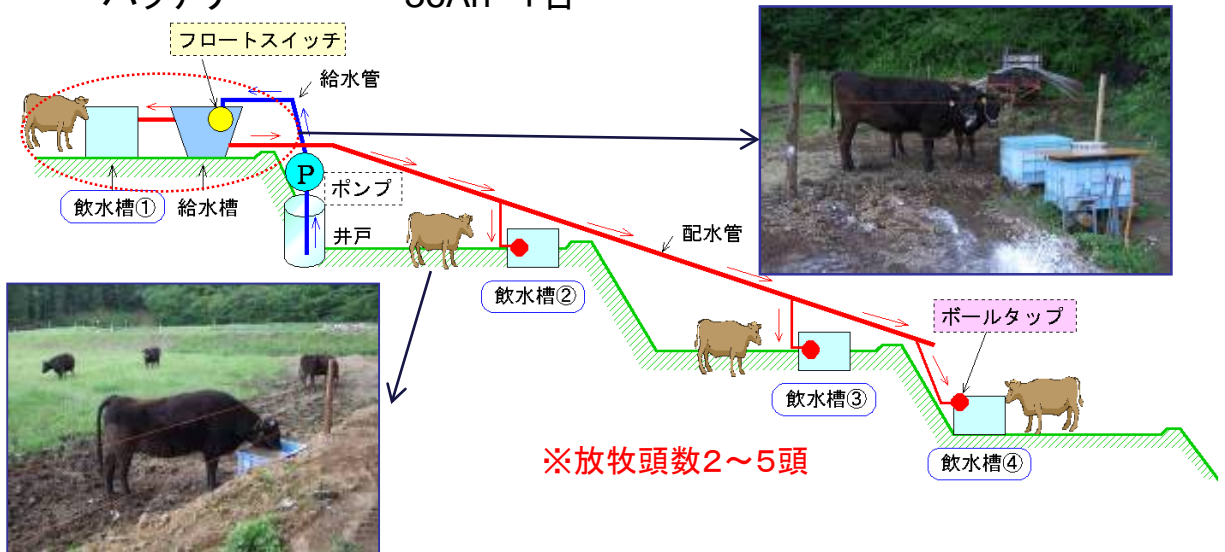 フロートスイッチ
給水管
P
ポンプ
飲水槽①
給水槽
井戸
配水管
飲水槽②
ボールタップ
飲水槽③
※放牧頭数2～5頭
飲水槽④